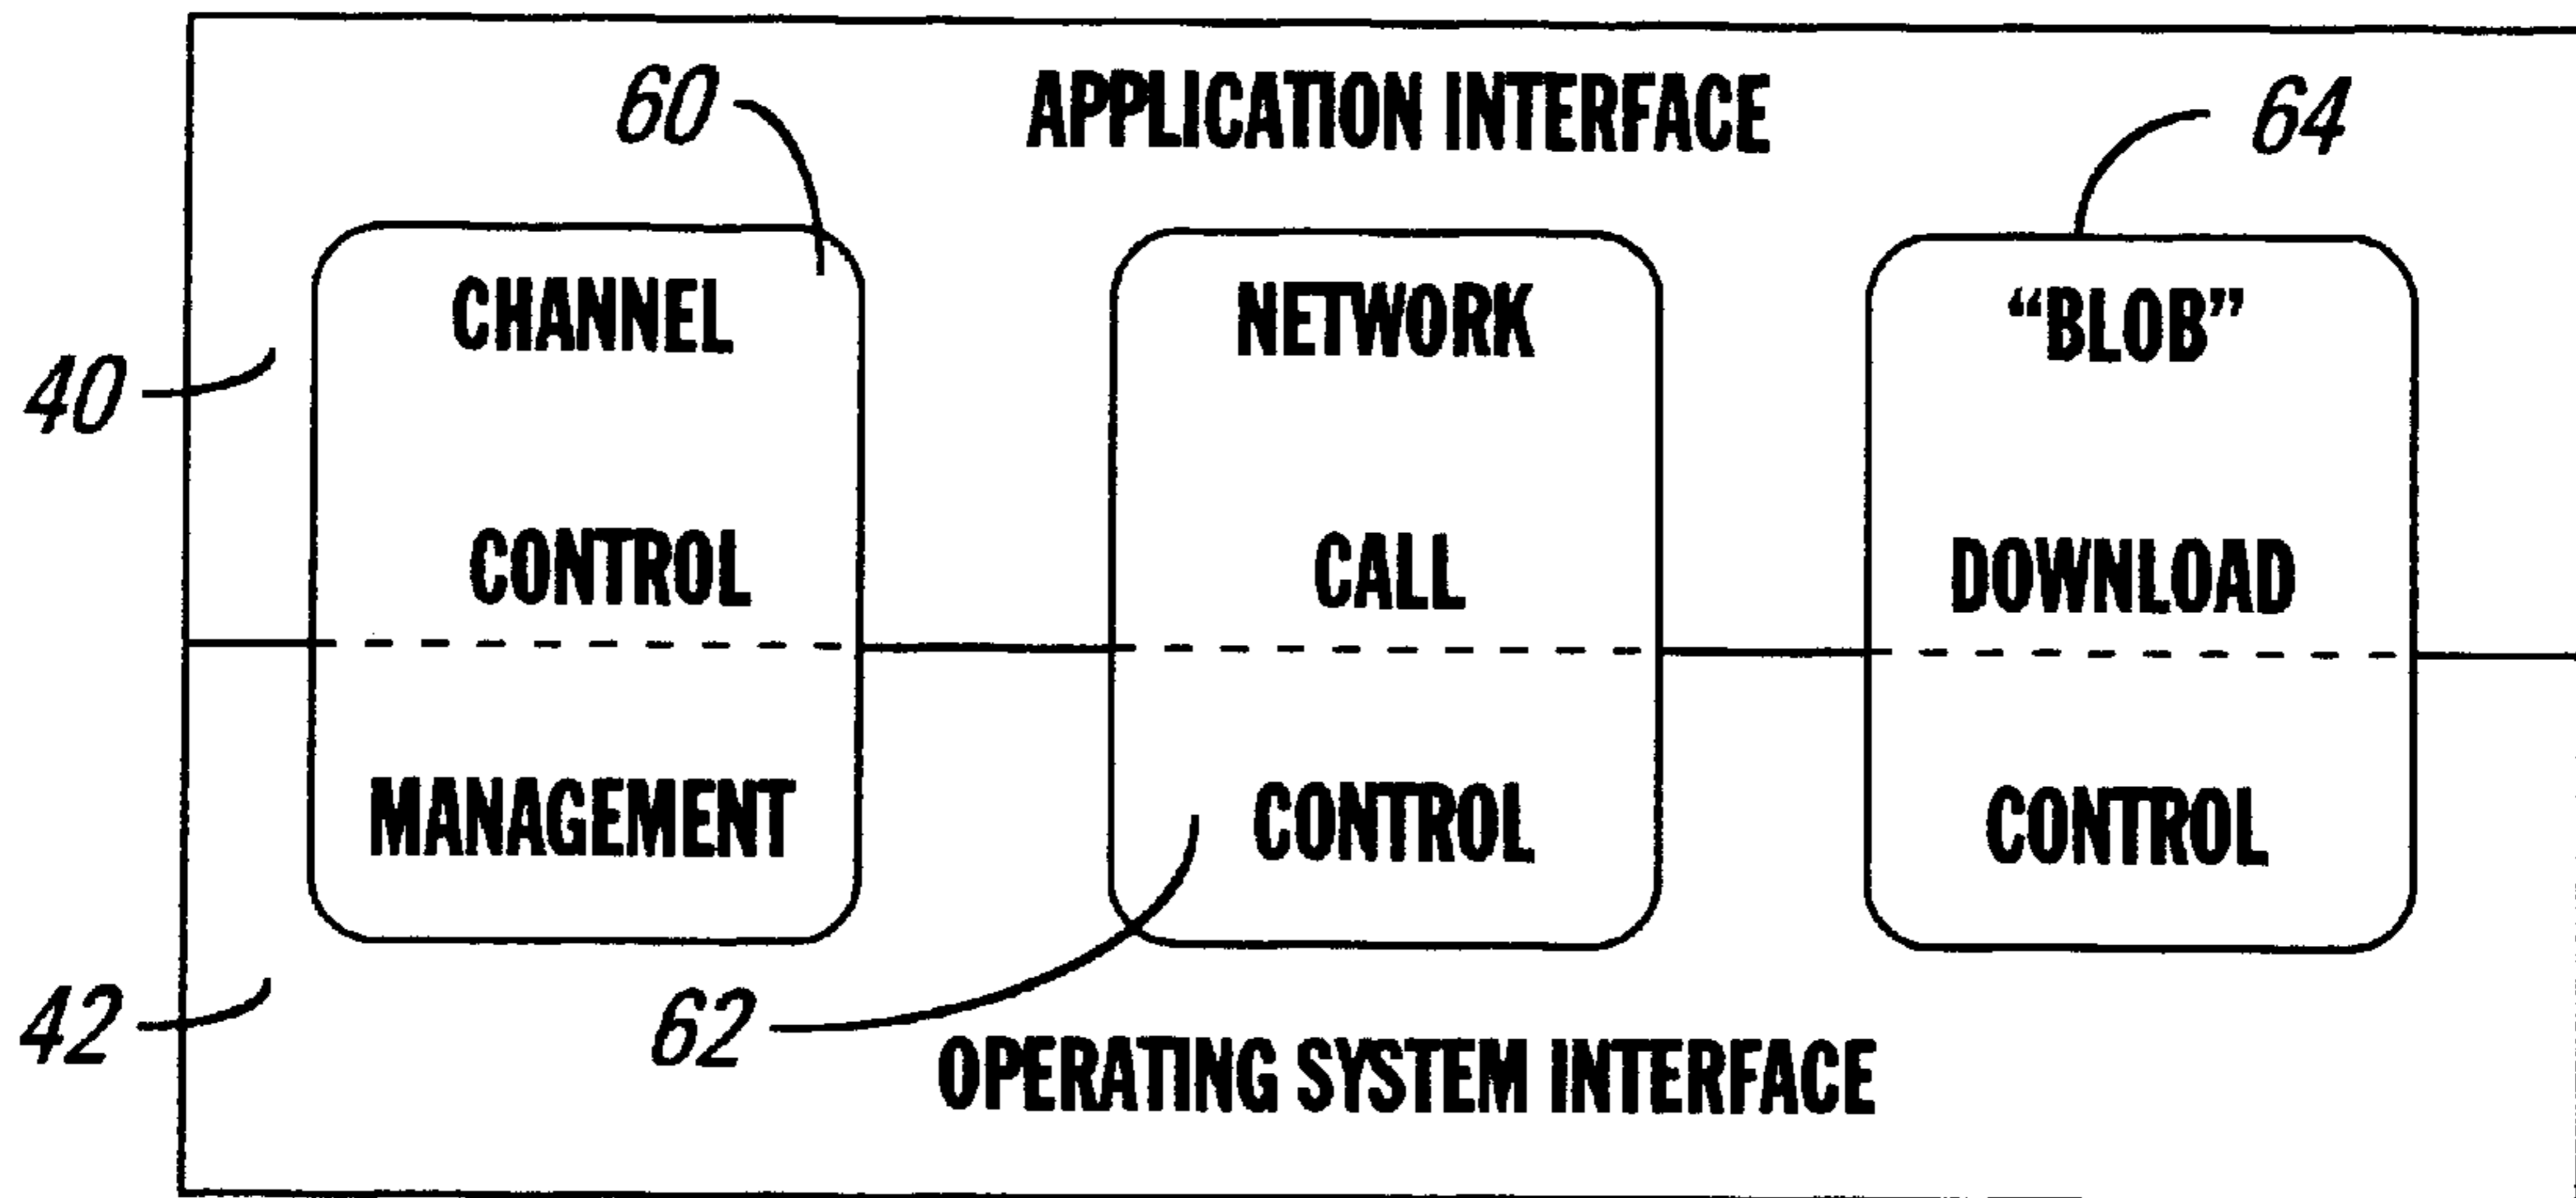 60
APPLICATION INTERFACE
64
40
CHANNEL
CONTROL
MANAGEMENT
NETWORK
CALL
CONTROL
“BLOB”
DOWNLOAD
CONTROL
42
62
OPERATING SYSTEM INTERFACE